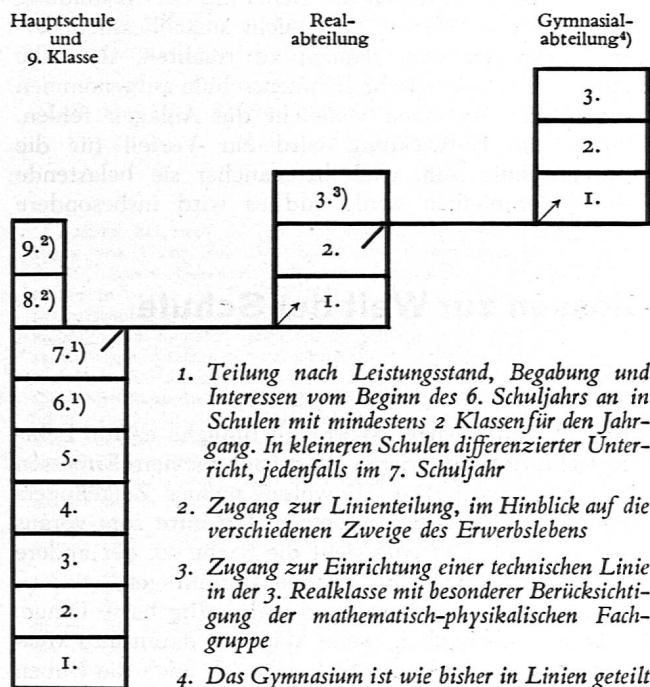 Hauptschule
und
9. Klasse
Real-
abteilung
Gymnasial-
abteilung⁴)
3.
2.
1.
3.³)
2.
1.
9.²)
8.²)
7.¹)
6.¹)
5.
4.
3.
2.
1.
1. Teilung nach Leistungsstand, Begabung und
Interessen vom Beginn des 6. Schuljahrs an in
Schulen mit mindestens 2 Klassen für den Jahr-
gang. In kleineren Schulen differenzierter Unter-
richt, jedenfalls im 7. Schuljahr
2. Zugang zur Linienteilung, im Hinblick auf die
verschiedenen Zweige des Erwerbslebens
3. Zugang zur Einrichtung einer technischen Linie
in der 3. Realklasse mit besonderer Berücksichti-
gung der mathematisch-physikalischen Fach-
gruppe
4. Das Gymnasium ist wie bisher in Linien geteilt